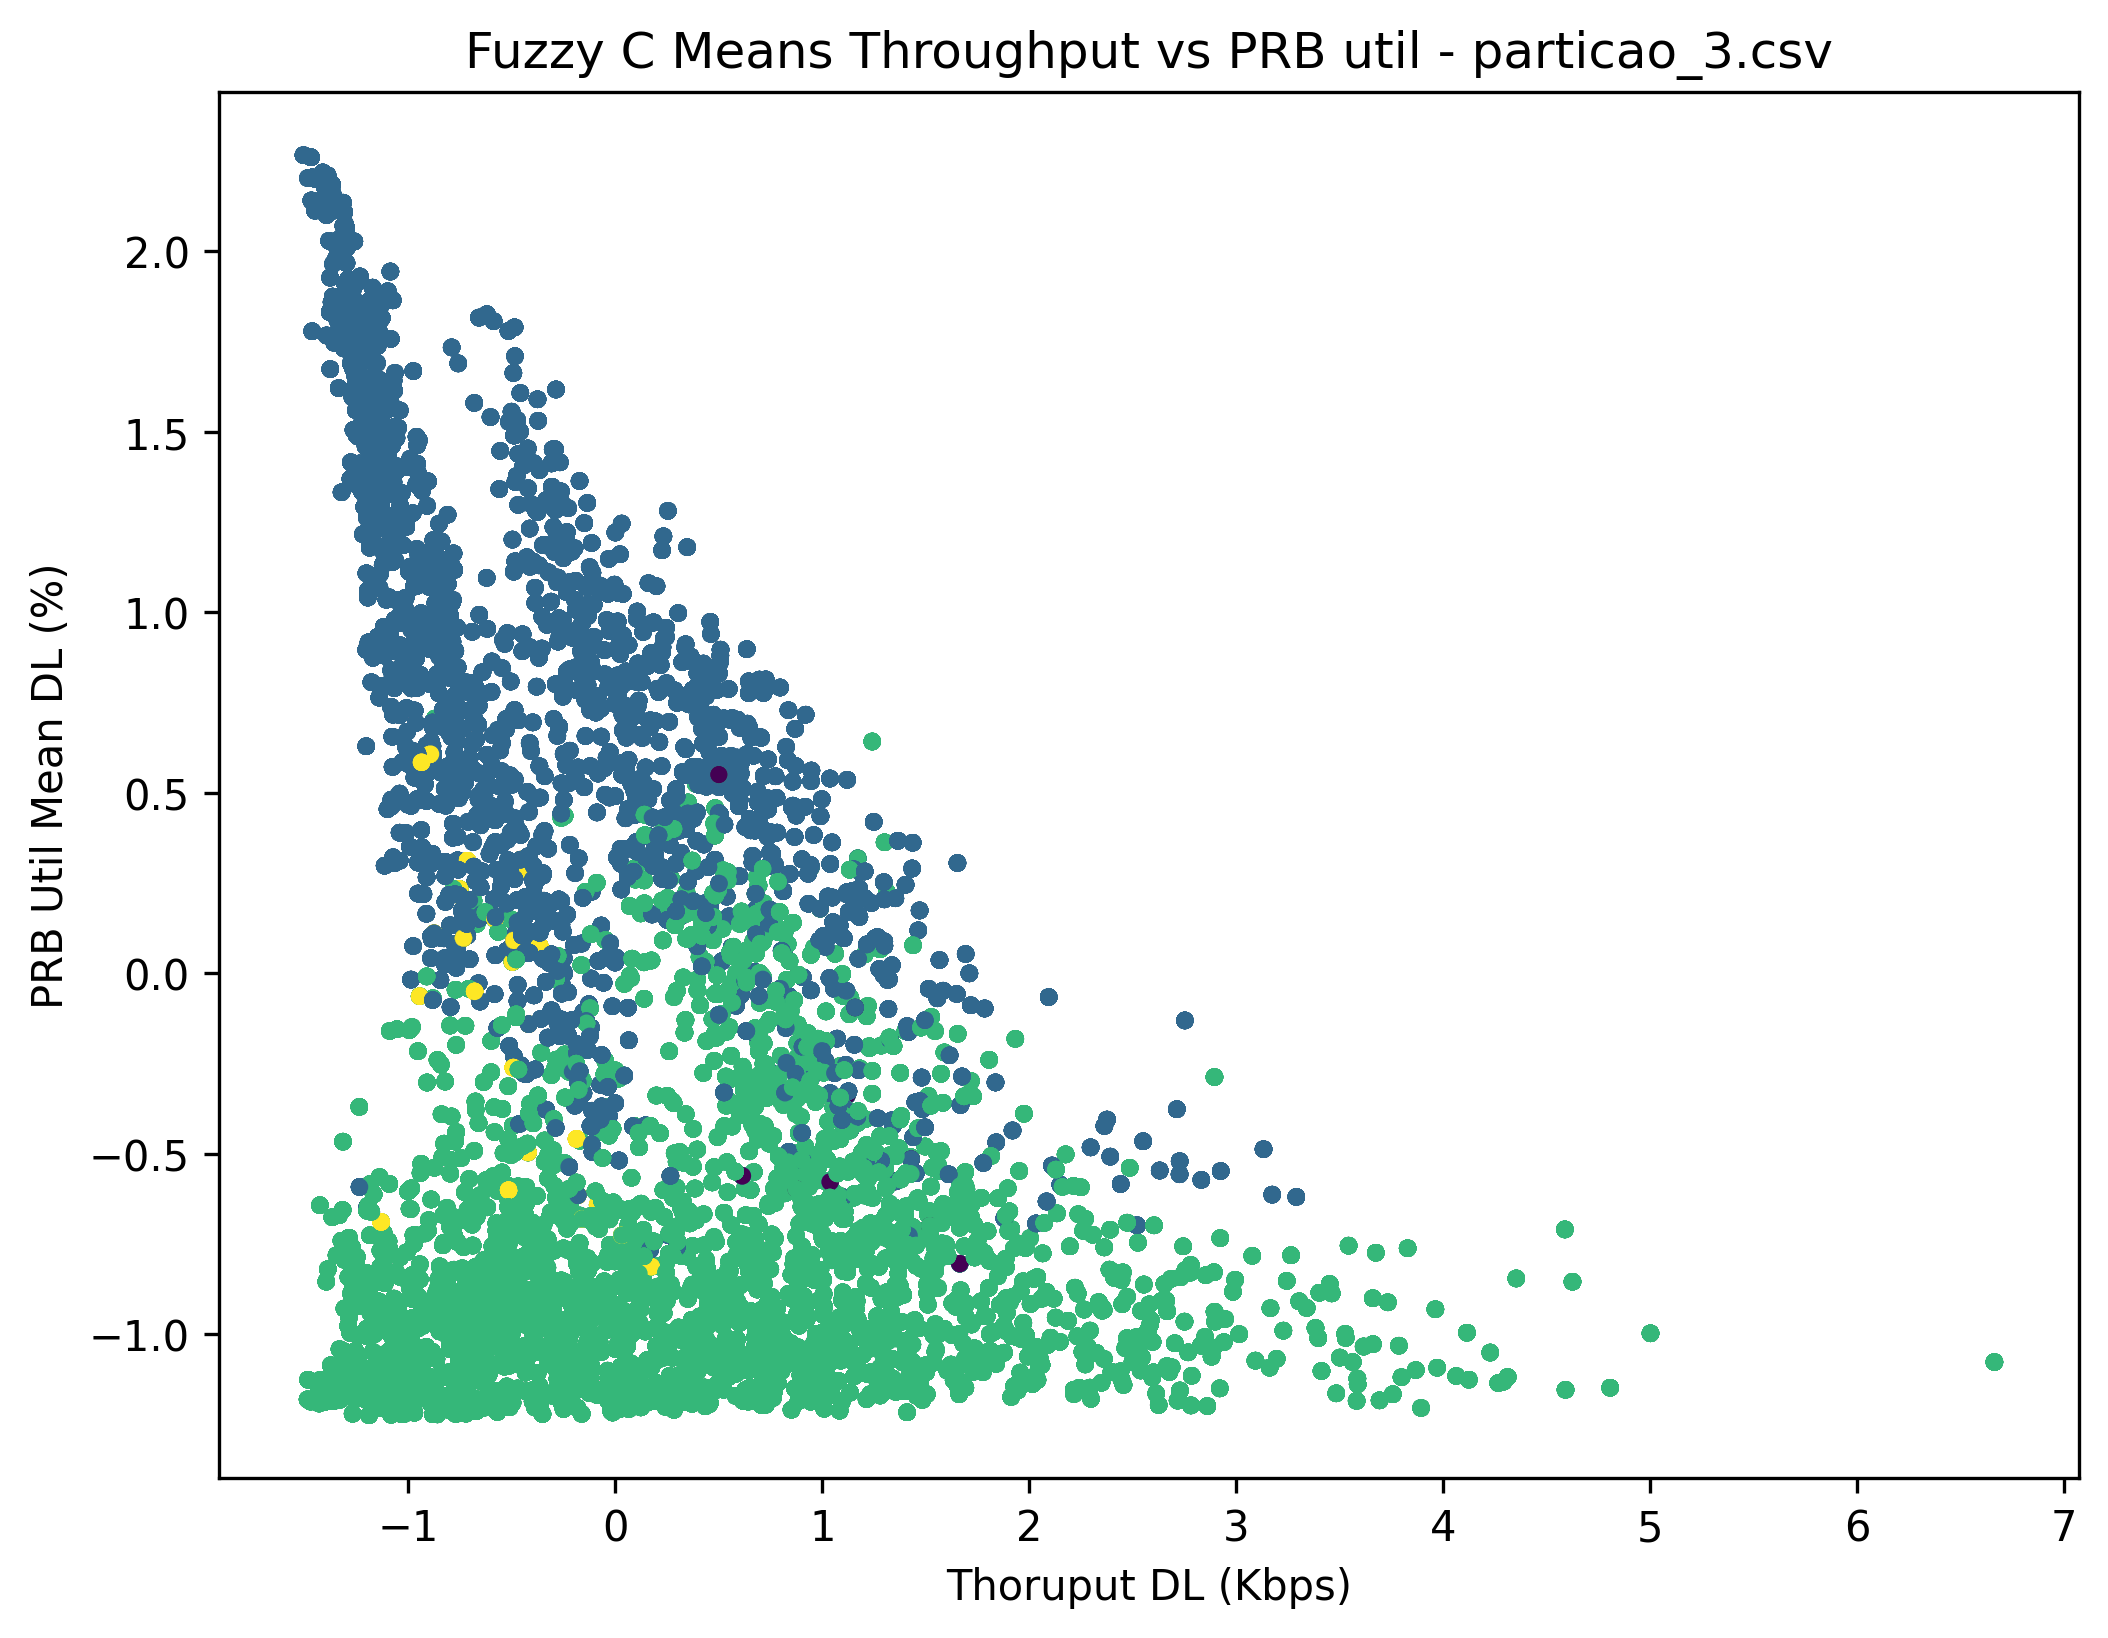 Fuzzy C Means Throughput vs PRB util - particao_3.csv
PRB Util Mean DL (%)
2.0
1.5
1.0
0.5
0.0
−0.5
−1.0
−1 0 1 2 3 4 5 6 7
Thoruput DL (Kbps)